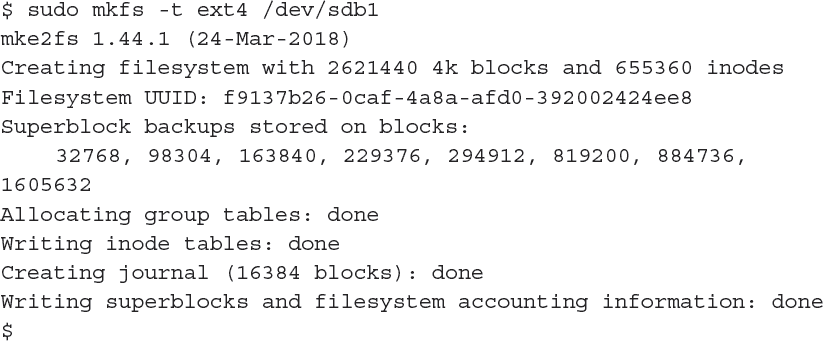 $ sudo mkfs -t ext4 /dev/sdb1
mke2fs 1.44.1 (24-Mar-2018)
Creating filesystem with 2621440 4k blocks and 655360 inodes
Filesystem UUID: f9137b26-0caf-4a8a-afd0-392002424ee8
Superblock backups stored on blocks:
    32768, 98304, 163840, 229376, 294912, 819200, 884736,
1605632
Allocating group tables: done
Writing inode tables: done
Creating journal (16384 blocks): done
Writing superblocks and filesystem accounting information: done
$